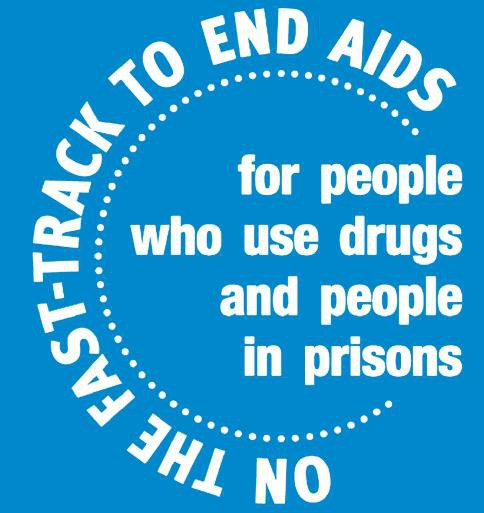 ON THE FAST-TRACK TO END AIDS
for people
who use drugs
and people
in prisons